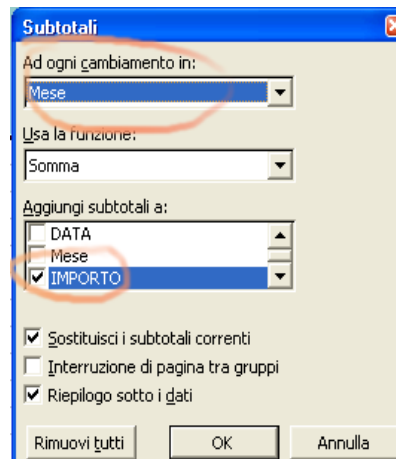 Subtotali
Ad ogni cambiamento in:
Mese
Usa la funzione:
Somma
Aggiungi subtotali a:
DATA
Mese
IMPORTO
Sostituisci i subtotali correnti
Interruzione di pagina tra gruppi
Riepilogo sotto i dati
Rimuovi tutti OK Annulla